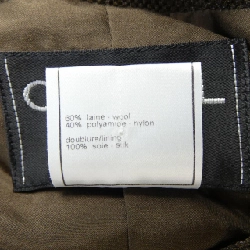 60% laine - wool
40% polyamide - nylon
doublure/lining
100% soie - silk